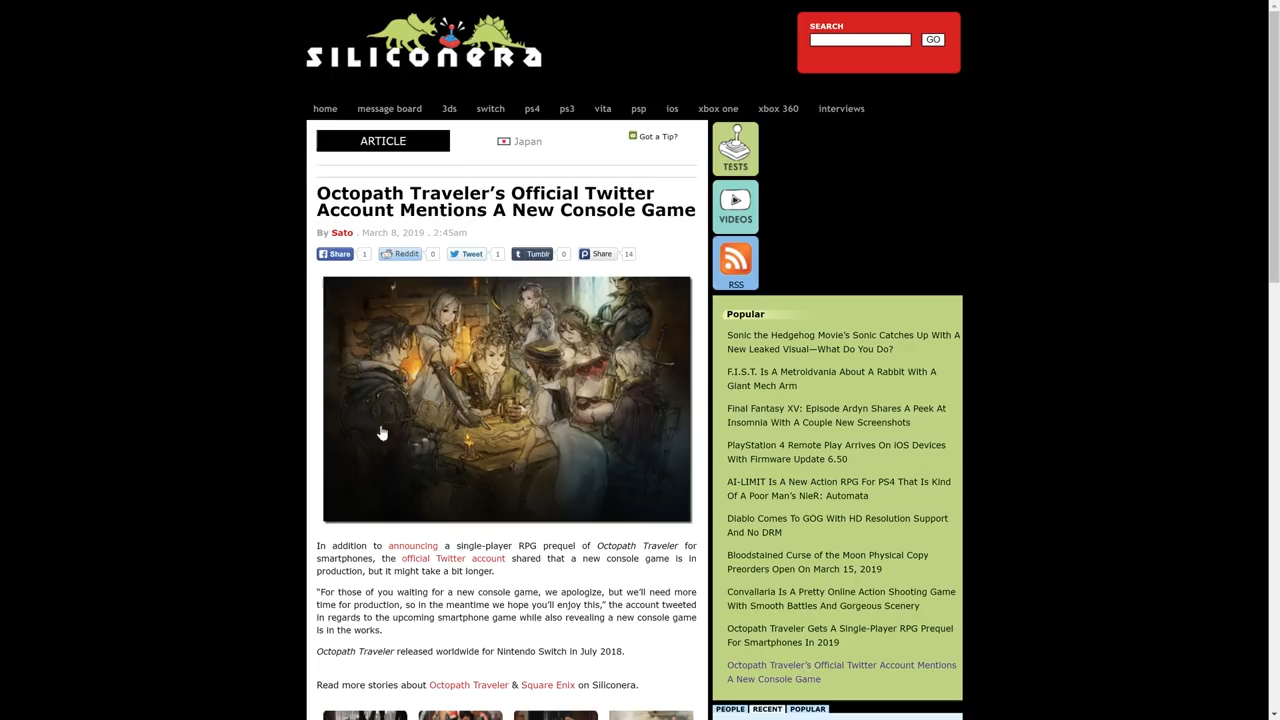 siliconera
SEARCH
GO
home message board 3ds switch ps4 ps3 vita psp ios xbox one xbox 360 interviews
ARTICLE
Japan
Got a Tip?
Octopath Traveler’s Official Twitter
Account Mentions A New Console Game
By Sato . March 8, 2019 . 2:45am
Share 1 Reddit 0 Tweet 1 Tumblr 0 Share 14
In addition to announcing a single-player RPG prequel of Octopath Traveler for
smartphones, the official Twitter account shared that a new console game is in
production, but it might take a bit longer.
“For those of you waiting for a new console game, we apologize, but we’ll need more
time for production, so in the meantime we hope you’ll enjoy this,” the account tweeted
in regards to the upcoming smartphone game while also revealing a new console game
is in the works.
Octopath Traveler released worldwide for Nintendo Switch in July 2018.
Read more stories about Octopath Traveler & Square Enix on Siliconera.
TESTS
VIDEOS
RSS
Popular
Sonic the Hedgehog Movie’s Sonic Catches Up With A
New Leaked Visual—What Do You Do?
F.I.S.T. Is A Metroidvania About A Rabbit With A
Giant Mech Arm
Final Fantasy XV: Episode Ardyn Shares A Peek At
Insomnia With A Couple New Screenshots
PlayStation 4 Remote Play Arrives On iOS Devices
With Firmware Update 6.50
AI-LIMIT Is A New Action RPG For PS4 That Is Kind
Of A Poor Man’s NieR: Automata
Diablo Comes To GOG With HD Resolution Support
And No DRM
Bloodstained Curse of the Moon Physical Copy
Preorders Open On March 15, 2019
Convallaria Is A Pretty Online Action Shooting Game
With Smooth Battles And Gorgeous Scenery
Octopath Traveler Gets A Single-Player RPG Prequel
For Smartphones In 2019
Octopath Traveler’s Official Twitter Account Mentions
A New Console Game
PEOPLE RECENT POPULAR